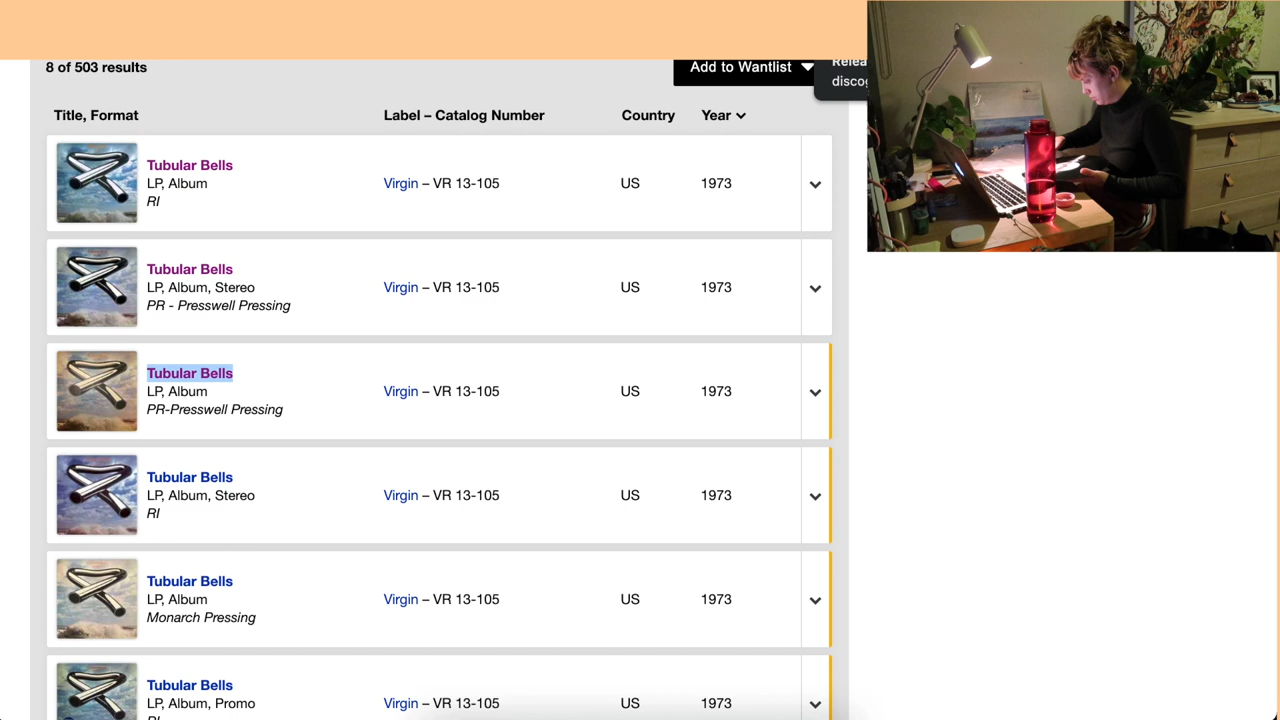 8 of 503 results
Add to Wantlist
Title, Format Label – Catalog Number Country Year
Tubular Bells
LP, Album Virgin – VR 13-105 US 1973
RI
Tubular Bells
LP, Album, Stereo Virgin – VR 13-105 US 1973
PR - Presswell Pressing
Tubular Bells
LP, Album Virgin – VR 13-105 US 1973
PR-Presswell Pressing
Tubular Bells
LP, Album, Stereo Virgin – VR 13-105 US 1973
RI
Tubular Bells
LP, Album Virgin – VR 13-105 US 1973
Monarch Pressing
Tubular Bells
LP, Album, Promo Virgin – VR 13-105 US 1973